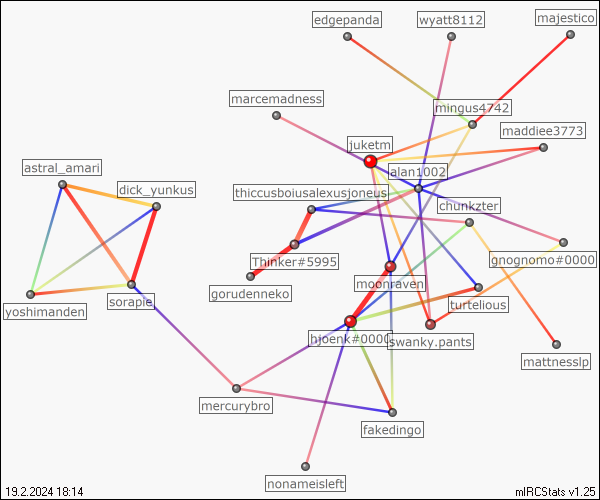 edgepanda
wyatt8112
majestico
marcemadness
mingus4742
maddiee3773
juketm
astral_amari
alan1002
dick_yunkus
thiccusboiusalexusjoneus
chunkzter
Thinker#5995
gnognomo#0000
moonraven
gorudenneko
sorapie
turtelious
yoshimanden
hjoenk#0000
swanky.pants
mattnesslp
mercurybro
fakedingo
nonameisleft
19.2.2024 18:14
mIRCStats v1.25